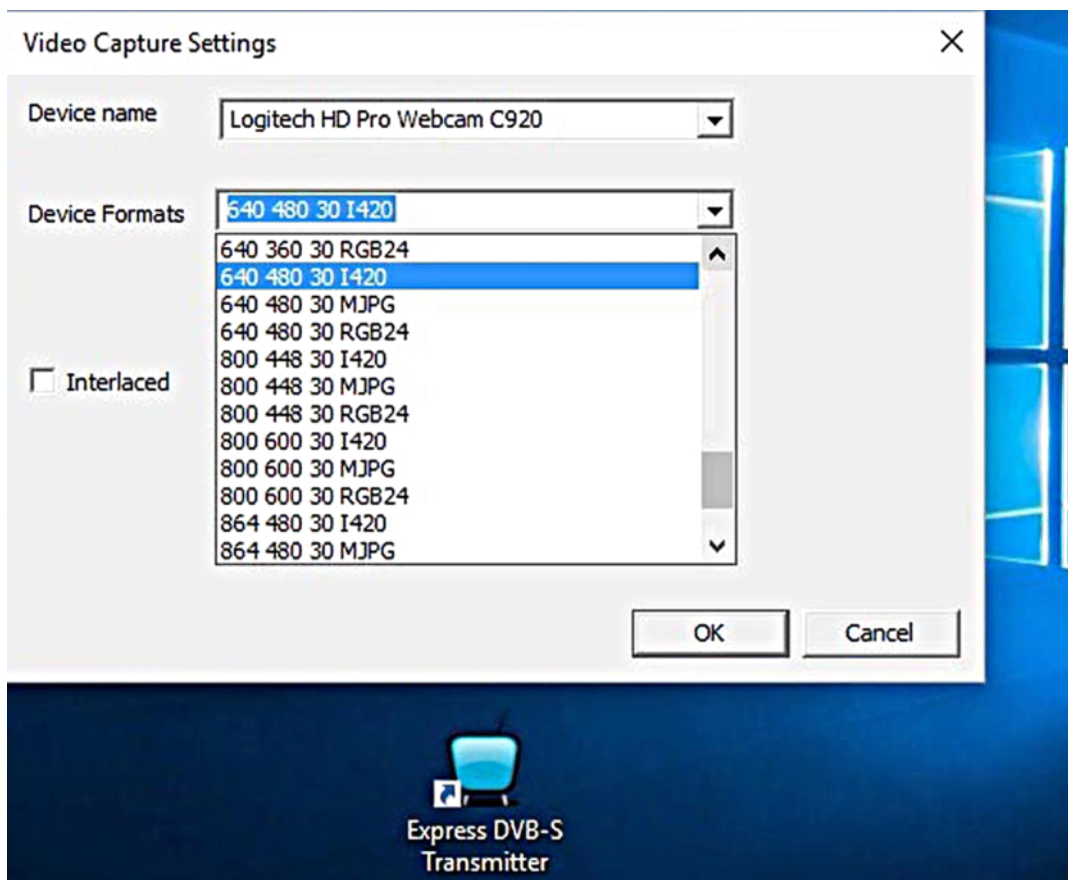 Video Capture Settings
Device name
Logitech HD Pro Webcam C920
Device Formats
640 480 30 I420
640 360 30 RGB24
640 480 30 I420
640 480 30 MJPG
640 480 30 RGB24
800 448 30 I420
Interlaced
800 448 30 MJPG
800 448 30 RGB24
800 600 30 I420
800 600 30 MJPG
800 600 30 RGB24
864 480 30 I420
864 480 30 MJPG
OK
Cancel
Express DVB-S
Transmitter